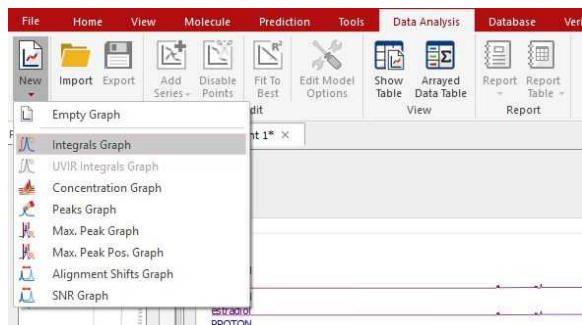 File Home View Molecule Prediction Tools Data Analysis Database Veri
New Import Export Add Series Disable Points Fit To Best Edit Model Options Show Table Arrayed Data Table Report Report Table
dit View Report
Empty Graph
nt 1* ×
Integrals Graph
UVIR Integrals Graph
Concentration Graph
Peaks Graph
Max. Peak Graph
Max. Peak Pos. Graph
Alignment Shifts Graph
SNR Graph
estradiol
PROTON